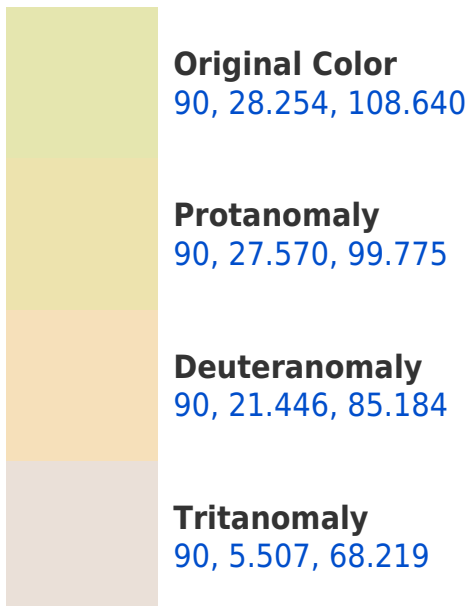 Original Color
90, 28.254, 108.640
Protanomaly
90, 27.570, 99.775
Deuteranomaly
90, 21.446, 85.184
Tritanomaly
90, 5.507, 68.219